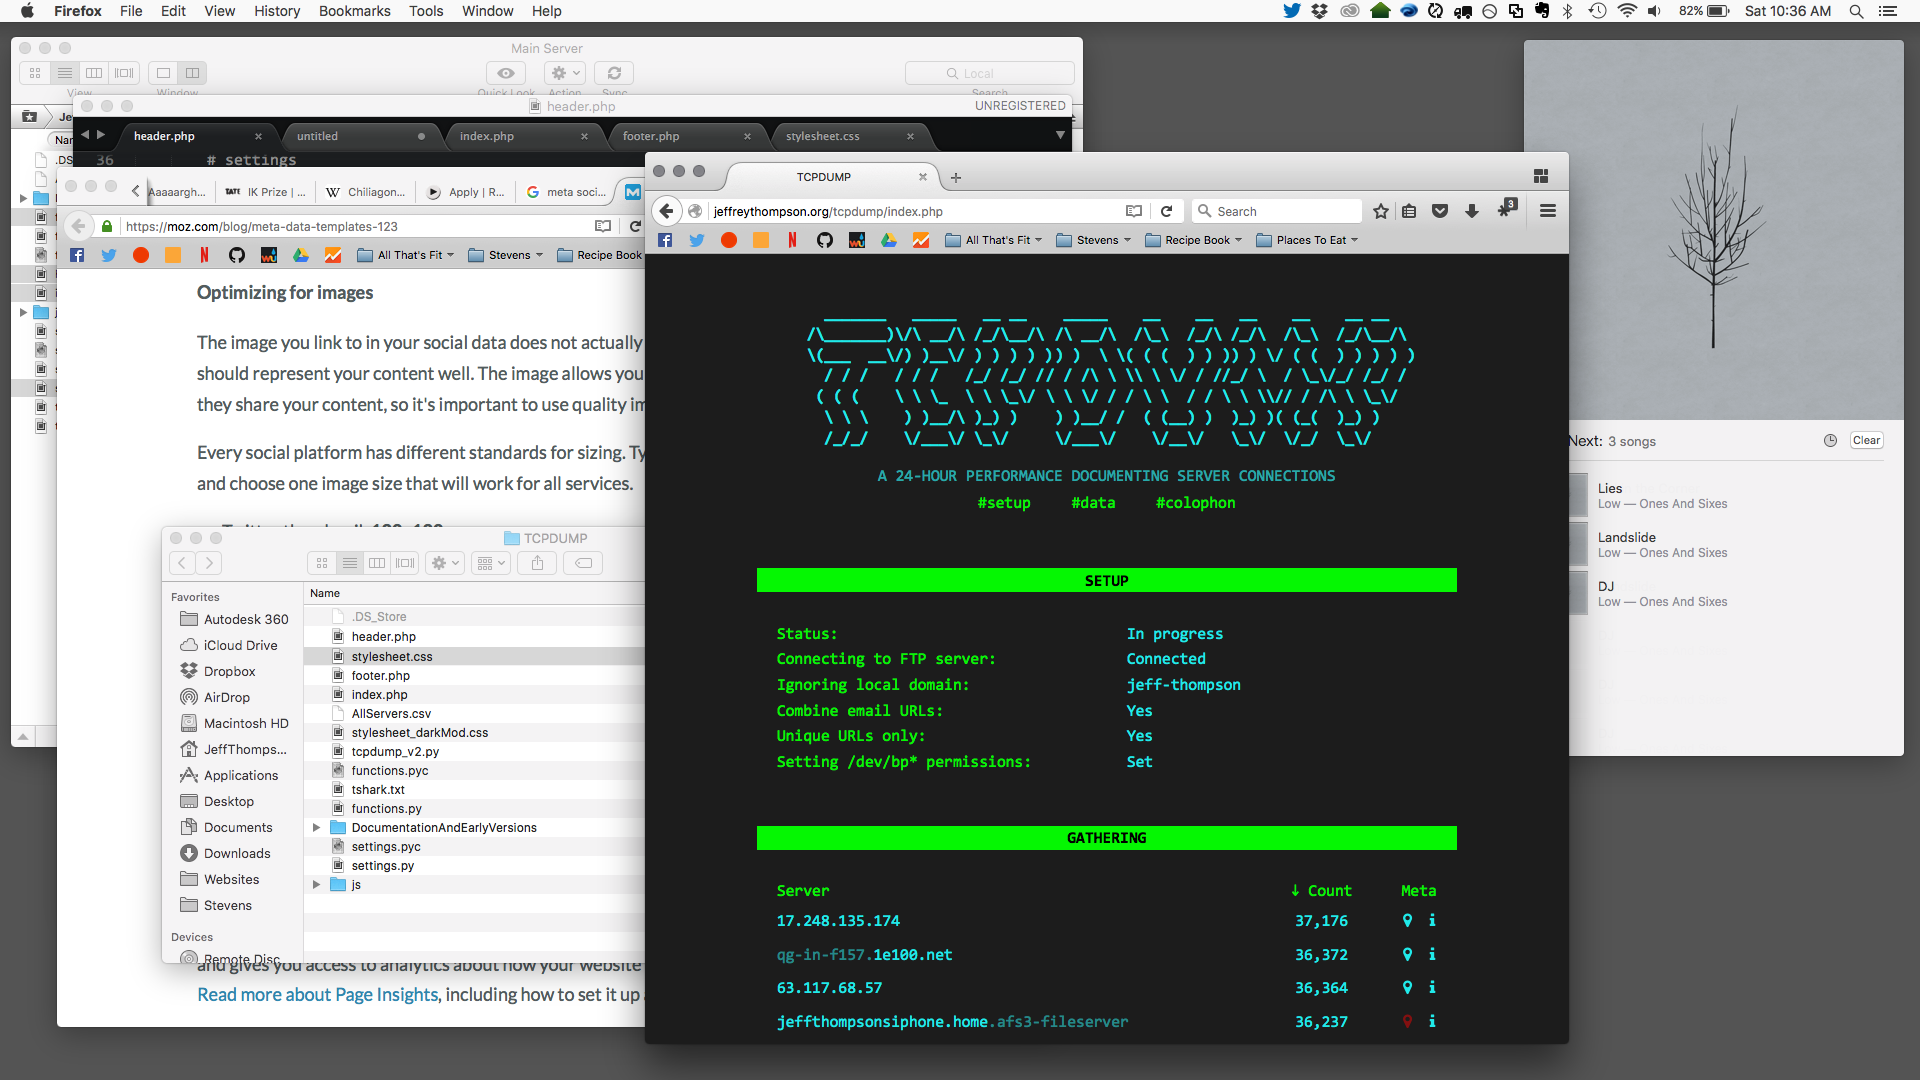 Firefox File Edit View History Bookmarks Tools Window Help
82% Sat 10:36 AM
Main Server
Local
View Window Quick Look Action Sync Search
header.php
UNREGISTERED
header.php untitled index.php footer.php stylesheet.css
36 # settings
Je
.DS
Aaaaargh... TATE IK Prize | ... W Chiliagon... Apply | R... G meta soci... M
https://moz.com/blog/meta-data-templates-123
All That's Fit Stevens Recipe Book
Optimizing for images
The image you link to in your social data does not actually
should represent your content well. The image allows you
they share your content, so it's important to use quality im
Every social platform has different standards for sizing. Ty
and choose one image size that will work for all services.
and gives you access to analytics about how your website
Read more about Page Insights, including how to set it up
TCPDUMP
Favorites
Autodesk 360
iCloud Drive
Dropbox
AirDrop
Macintosh HD
JeffThomps...
Applications
Desktop
Documents
Downloads
Websites
Stevens
Devices
Remote Disc
Name
.DS_Store
header.php
stylesheet.css
footer.php
index.php
AllServers.csv
stylesheet_darkMod.css
tcpdump_v2.py
functions.pyc
tshark.txt
functions.py
DocumentationAndEarlyVersions
settings.pyc
settings.py
js
TCPDUMP
jeffreythompson.org/tcpdump/index.php
Search
3
All That's Fit Stevens Recipe Book Places To Eat
TCPDUMP
A 24-HOUR PERFORMANCE DOCUMENTING SERVER CONNECTIONS
#setup #data #colophon
SETUP
Status: In progress
Connecting to FTP server: Connected
Ignoring local domain: jeff-thompson
Combine email URLs: Yes
Unique URLs only: Yes
Setting /dev/bp* permissions: Set
GATHERING
Server ↓ Count Meta
17.248.135.174 37,176
qg-in-f157.1e100.net 36,372
63.117.68.57 36,364
jeffthompsonsiphone.home.afs3-fileserver 36,237
Next: 3 songs
Clear
Lies
Low — Ones And Sixes
Landslide
Low — Ones And Sixes
DJ
Low — Ones And Sixes